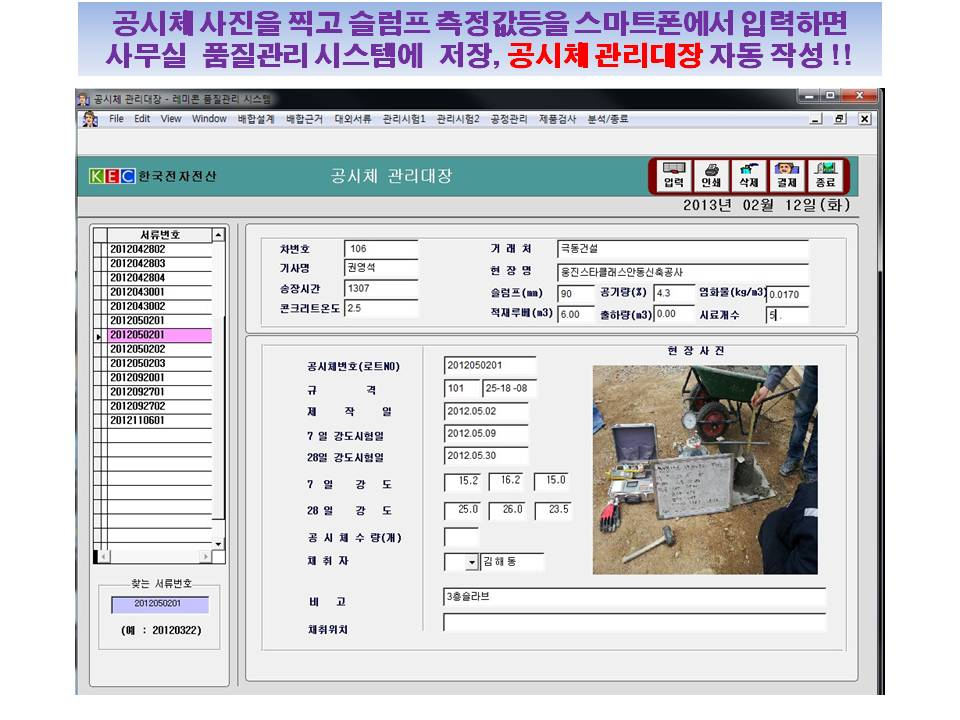 공시체 사진을 찍고 슬럼프 측정값등을 스마트폰에서 입력하면
사무실 품질관리 시스템에 저장, 공시체 관리대장 자동 작성 !!
공시체 관리대장 - 레미콘 품질관리 시스템
File Edit View Window 배합설계 배합근거 대외서류 관리시험1 관리시험2 공정관리 제품검사 분석/종료
KEC 한국전자전산
공시체 관리대장
입력 인쇄 삭제 결제 종료
2013년 02월 12일(화)
서류번호
2012042802
2012042803
2012042804
2012043001
2012043002
2012050201
2012050201
2012050202
2012050203
2012092001
2012092701
2012092702
2012110601
찾는 서류번호
2012050201
(예 : 20120322)
차번호 106 거 래 처 극동건설
기사명 권영석 현 장 명 웅진스타클래스안동신축공사
송장시간 1307 슬럼프(mm) 90 공기량(%) 4.3 염화물(kg/m3) 0.0170
콘크리트온도 2.5 적재루베(m3) 6.00 출하량(m3) 0.00 시료개수 5
현 장 사 진
공시체번호(로트NO) 2012050201
규 격 101 25-18-08
제 작 일 2012.05.02
7 일 강도시험일 2012.05.09
28일 강도시험일 2012.05.30
7 일 강 도 15.2 16.2 15.0
28 일 강 도 25.0 26.0 23.5
공 시 체 수 량(개)
채 취 자 김해동
비 고 3층슬라브
채취위치